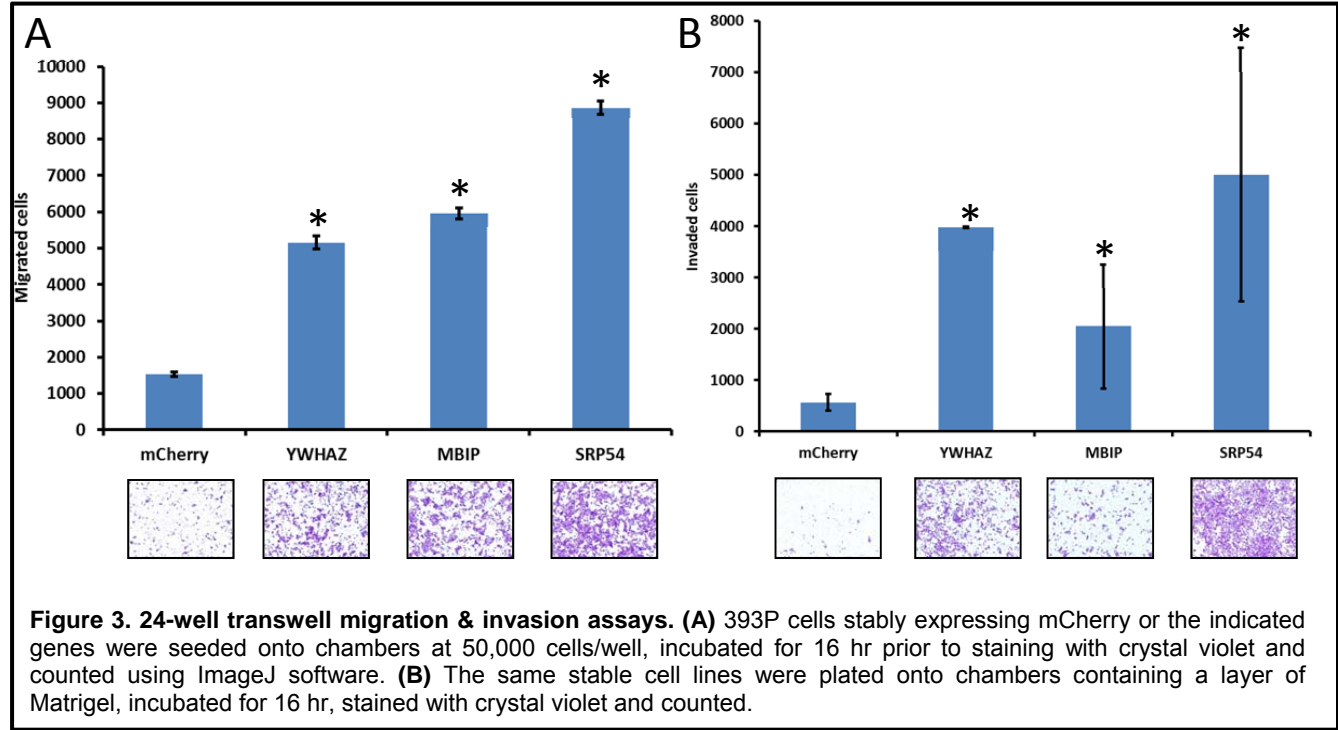 A
10000
9000
8000
7000
6000
5000
4000
3000
2000
1000
0
Migrated cells
*
*
*
mCherry YWHAZ MBIP SRP54
B
8000
7000
6000
5000
4000
3000
2000
1000
0
Invaded cells
*
*
*
mCherry YWHAZ MBIP SRP54
Figure 3. 24-well transwell migration & invasion assays. (A) 393P cells stably expressing mCherry or the indicated
genes were seeded onto chambers at 50,000 cells/well, incubated for 16 hr prior to staining with crystal violet and
counted using ImageJ software. (B) The same stable cell lines were plated onto chambers containing a layer of
Matrigel, incubated for 16 hr, stained with crystal violet and counted.